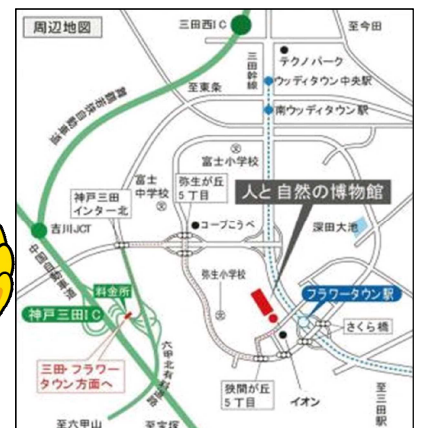 周辺地図
三田西IC
至今田
テクノパーク
三田幹線
ウッディタウン中央駅
至東条
南ウッディタウン駅
舞鶴若狭自動車道
富士小学校
富士
中学校
弥生が丘
5丁目
人と自然の博物館
神戸三田
インター北
コープこうべ
深田大池
吉川JCT
中国自動車道
弥生小学校
料金所
フラワータウン駅
神戸三田IC
さくら橋
三田・フラワー
タウン方面へ
六甲北有料道路
狭間が丘
5丁目
イオン
至三田駅
至六甲山
至宝塚